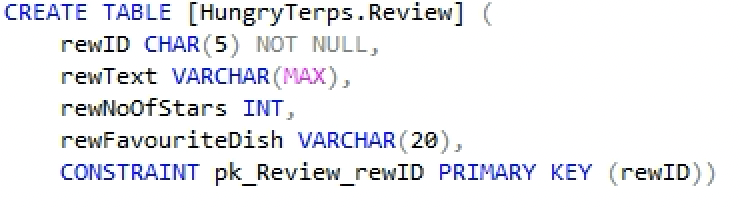 CREATE TABLE [HungryTerps.Review] (
rewID CHAR(5) NOT NULL,
rewText VARCHAR(MAX),
rewNoOfStars INT,
rewFavouriteDish VARCHAR(20),
CONSTRAINT pk_Review_rewID PRIMARY KEY (rewID))